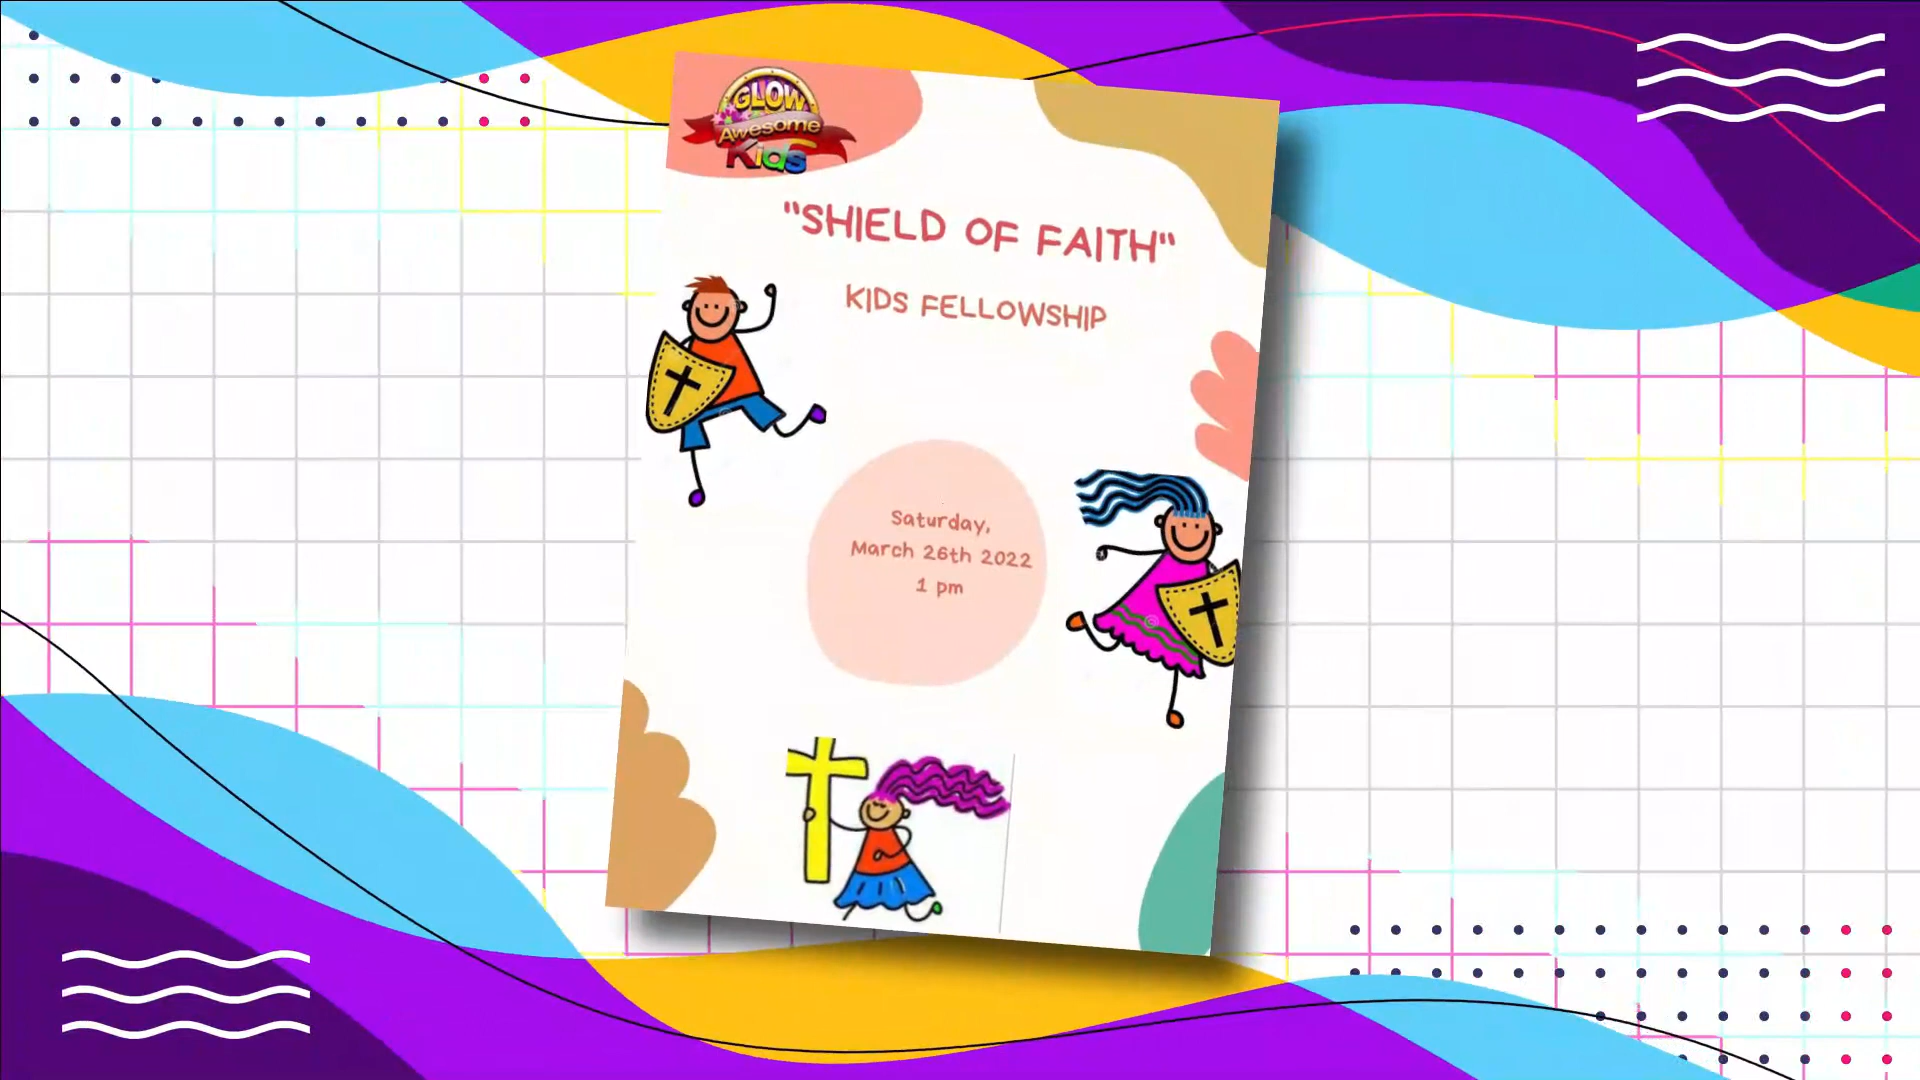 GLOW
Awesome
Kids
"SHIELD OF FAITH"
KIDS FELLOWSHIP
Saturday,
March 26th 2022
1 pm